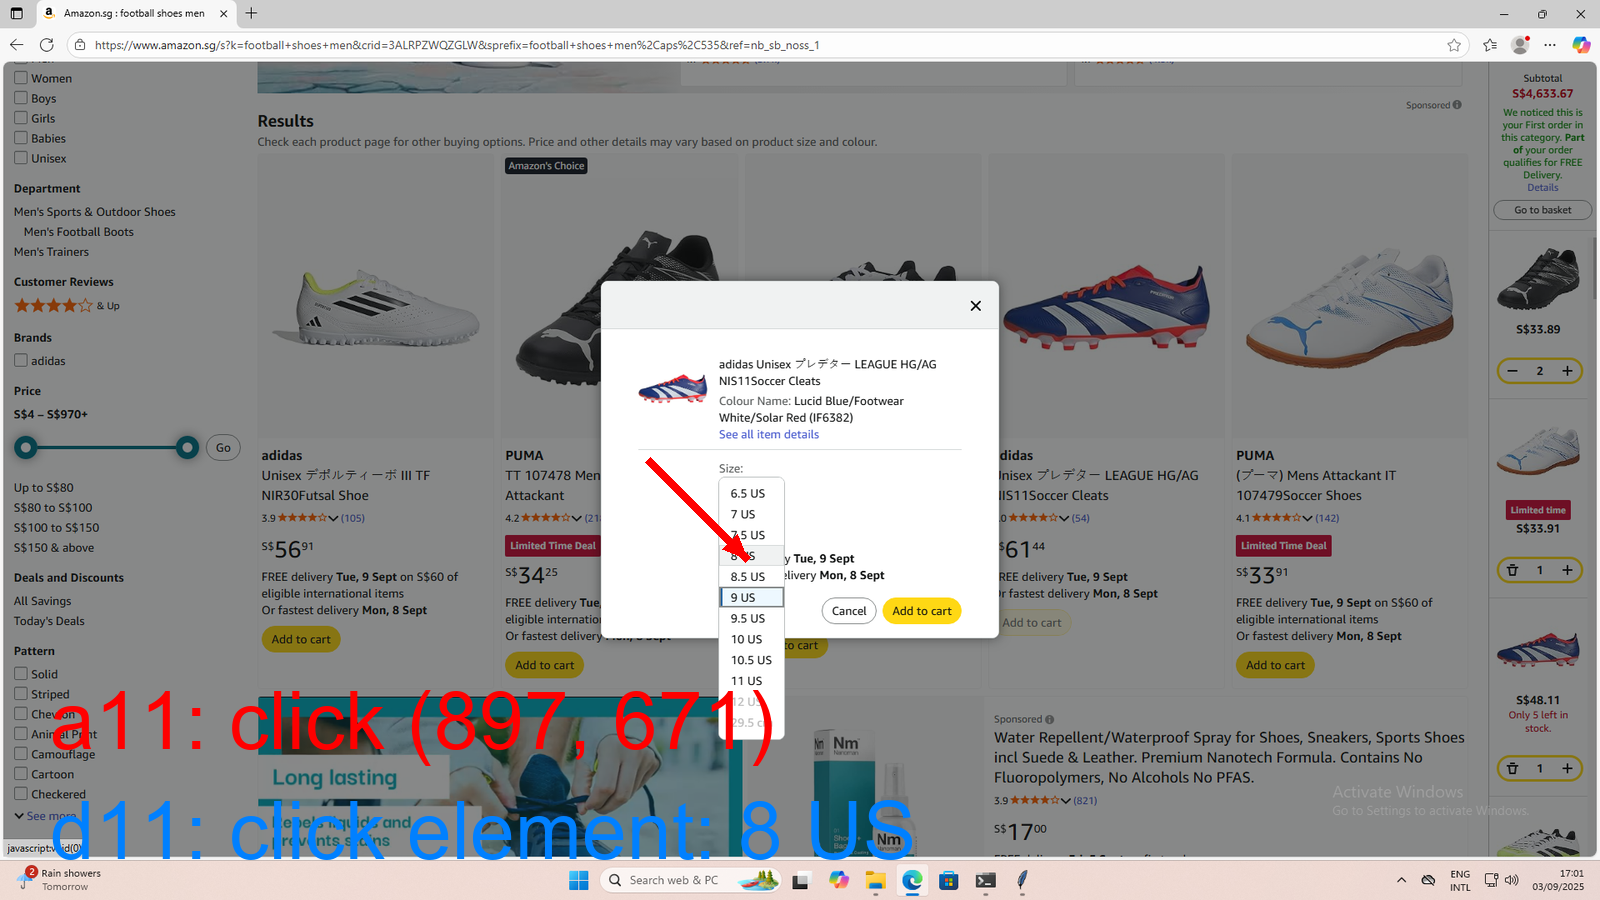 Amazon.sg : football shoes men
https://www.amazon.sg/s?k=football+shoes+men&crid=3ALRPZWQZGLW&sprefix=football+shoes+men%2Caps%2C535&ref=nb_sb_noss_1
Women
Boys
Girls
Babies
Unisex
Department
Men's Sports & Outdoor Shoes
Men's Football Boots
Men's Trainers
Customer Reviews
& Up
Brands
adidas
Price
S$4 – S$970+
Go
Up to S$80
S$80 to S$100
S$100 to S$150
S$150 & above
Deals and Discounts
All Savings
Today's Deals
Pattern
Solid
Striped
Chevron
Animal Print
Camouflage
Cartoon
Checkered
See more
javascript:void(0)
Sponsored
Results
Check each product page for other buying options. Price and other details may vary based on product size and colour.
Amazon's Choice
adidas
Unisex デポルティーボ III TF
NIR30Futsal Shoe
3.9 (105)
S$56 91
FREE delivery Tue, 9 Sept on S$60 of
eligible international items
Or fastest delivery Mon, 8 Sept
Add to cart
PUMA
TT 107478 Men
Attackant
4.2
Limited Time Deal
S$34 25
FREE delivery
eligible
Or fastest
Add to cart
adidas Unisex プレデター LEAGUE HG/AG
NIS11Soccer Cleats
Colour Name: Lucid Blue/Footwear
White/Solar Red (IF6382)
See all item details
Size:
6.5 US
7 US
7.5 US
8 US
8.5 US
9 US
9.5 US
10 US
10.5 US
11 US
12 US
29.5 c
y Tue, 9 Sept
elivery Mon, 8 Sept
Cancel
Add to cart
to cart
didas
Unisex プレデター LEAGUE HG/AG
NIS11Soccer Cleats
.0 (54)
$61 44
FREE delivery Tue, 9 Sept
eligible international items
Or fastest delivery Mon, 8 Sept
Add to cart
PUMA
(プーマ) Mens Attackant IT
107479Soccer Shoes
4.1 (142)
Limited Time Deal
S$33 91
FREE delivery Tue, 9 Sept on S$60 of
eligible international items
Or fastest delivery Mon, 8 Sept
Add to cart
Long lasting
Repels liquids and
prevents stains
Nm
Nanoman
Nm
Sponsored
Water Repellent/Waterproof Spray for Shoes, Sneakers, Sports Shoes
incl Suede & Leather. Premium Nanotech Formula. Contains No
Fluoropolymers, No Alcohols No PFAS.
3.9 (821)
S$17 00
Subtotal
S$4,633.67
We noticed this is
your First order in
this category. Part
of your order
qualifies for FREE
Delivery.
Details
Go to basket
S$33.89
2
Limited time
S$33.91
1
S$48.11
Only 5 left in
stock.
1
Activate Windows
Go to Settings to activate Windows.
a11: click (897, 671)
d11: click element: 8 US
2
Rain showers
Tomorrow
Search web & PC
ENG
INTL
17:01
03/09/2025